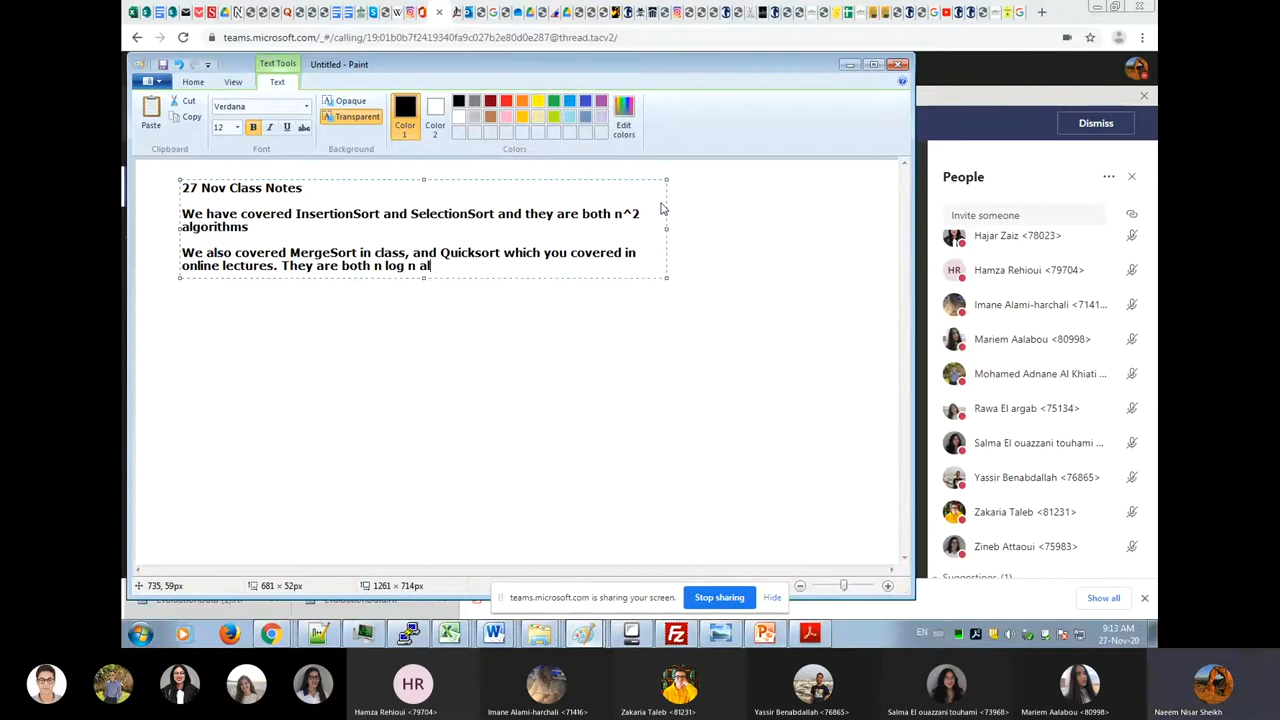 teams.microsoft.com/_#/calling/19:01b0b7f2419340fa9c027b2e80d0e287@thread.tacv2/
Text Tools
Untitled - Paint
Home
View
Text
Cut
Copy
Paste
Verdana
12
B
I
U
abc
Opaque
Transparent
Color 1
Color 2
Edit colors
Clipboard
Font
Background
Colors
27 Nov Class Notes
We have covered InsertionSort and SelectionSort and they are both n^2
algorithms
We also covered MergeSort in class, and Quicksort which you covered in
online lectures. They are both n log n al
735, 59px
681 × 52px
1261 × 714px
Dismiss
People
Invite someone
Hajar Zaiz <78023>
HR Hamza Rehioui <79704>
Imane Alami-harchali <7141...
Mariem Aalabou <80998>
Mohamed Adnane Al Khiati ...
Rawa El argab <75134>
Salma El ouazzani touhami ...
Yassir Benabdallah <76865>
Zakaria Taleb <81231>
Zineb Attaoui <75983>
Suggestions (1)
teams.microsoft.com is sharing your screen.
Stop sharing
Hide
Show all
EN
9:13 AM
27-Nov-20
HR
Hamza Rehioui <79704>
Imane Alami-harchali <71416>
Zakaria Taleb <81231>
Yassir Benabdallah <76865>
Salma El ouazzani touhami <73968>
Mariem Aalabou <80998>
Naeem Nisar Sheikh